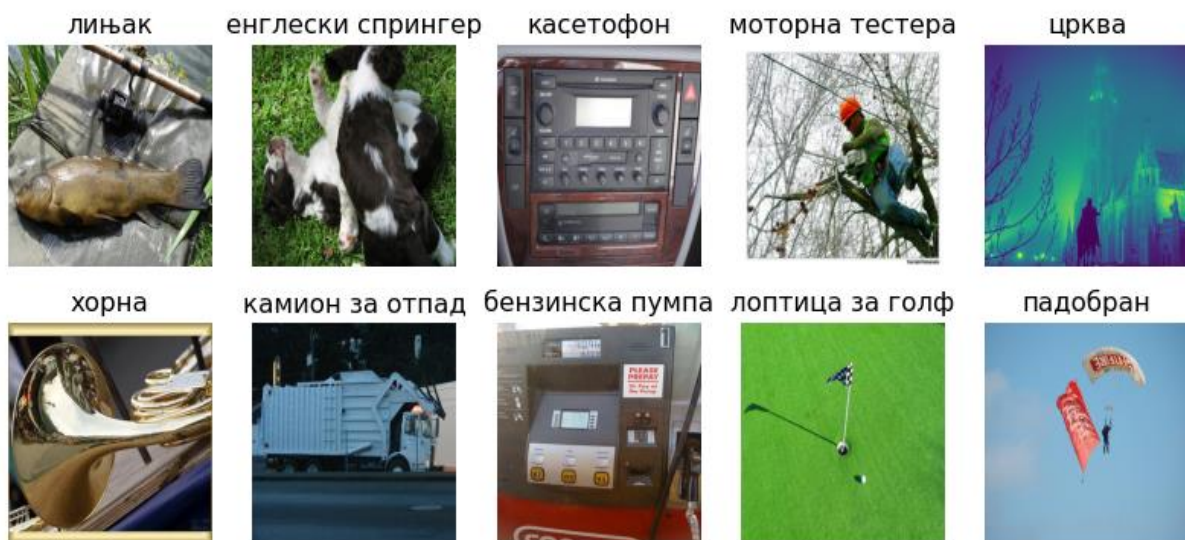 лињак
енглески спрингер
касетофон
моторна тестера
црква
хорна
камион за отпад
бензинска пумпа
лоптица за голф
падобран
PLEASE
PREPAY